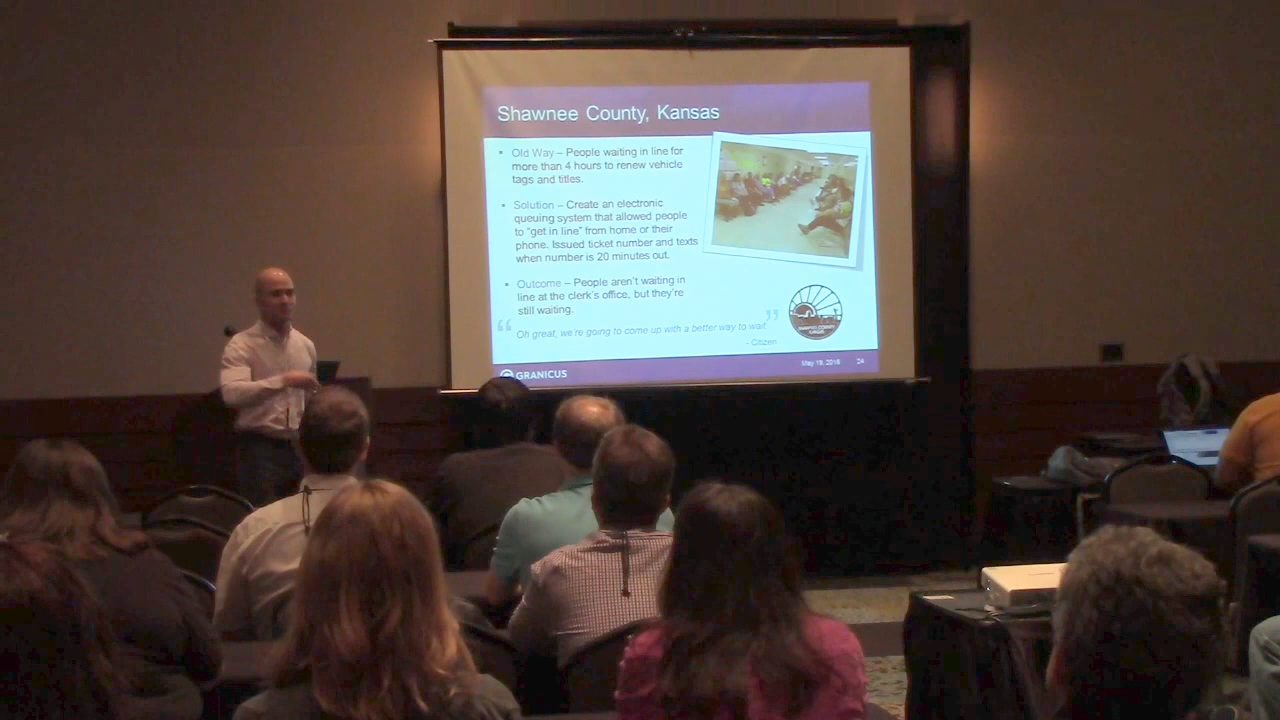 Shawnee County, Kansas
• Old Way – People waiting in line for
more than 4 hours to renew vehicle
tags and titles.
• Solution – Create an electronic
queuing system that allowed people
to “get in line” from home or their
phone. Issued ticket number and texts
when number is 20 minutes out.
• Outcome – People aren’t waiting in
line at the clerk’s office, but they’re
still waiting.
“ Oh great, we’re going to come up with a better way to wait ”
- Citizen
SHAWNEE COUNTY
KANSAS
GRANICUS
May 19, 2016 24